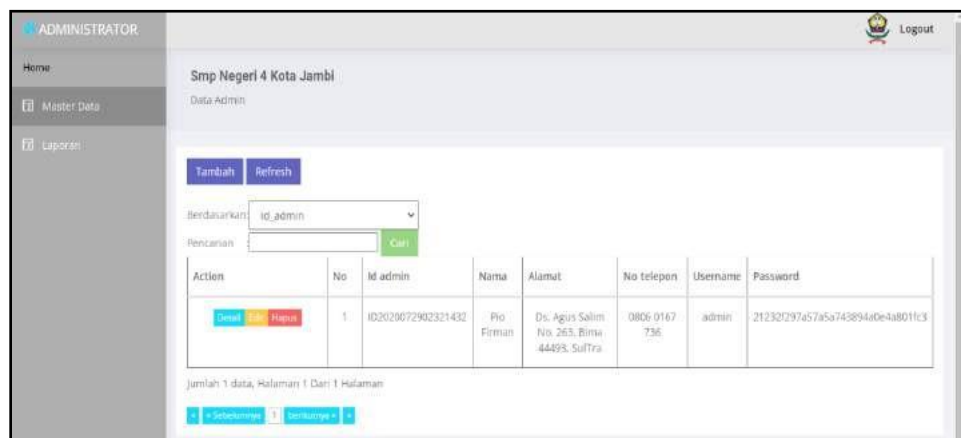 ADMINISTRATOR
Logout
Home
Master Data
Laporan
Smp Negeri 4 Kota Jambi
Data Admin
Tambah Refresh
Berdasarkan: id_admin
Pencarian : Cari
Action No Id admin Nama Alamat No telepon Username Password
Detail Edit Hapus 1 ID2020072902321432 Pio Firman Ds. Agus Salim No. 263, Bima 44493, SulTra 0806 0167 736 admin 21232f297a57a5a743894a0e4a801fc3
Jumlah 1 data, Halaman 1 Dari 1 Halaman
« « Sebelumnya 1 berikutnya » »